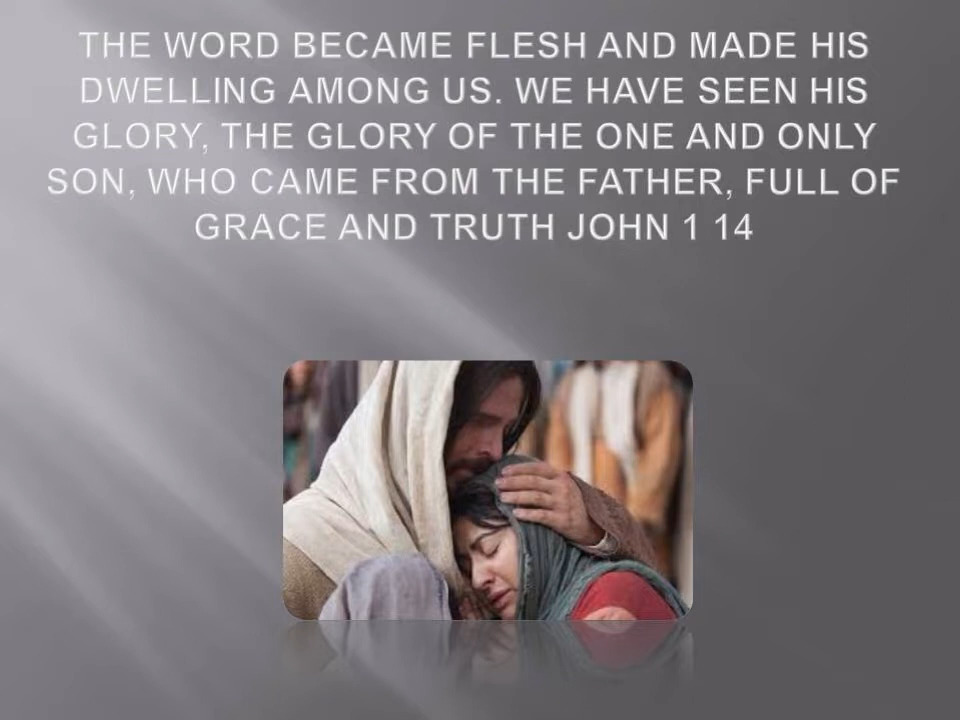 THE WORD BECAME FLESH AND MADE HIS
DWELLING AMONG US. WE HAVE SEEN HIS
GLORY, THE GLORY OF THE ONE AND ONLY
SON, WHO CAME FROM THE FATHER, FULL OF
GRACE AND TRUTH JOHN 1 14